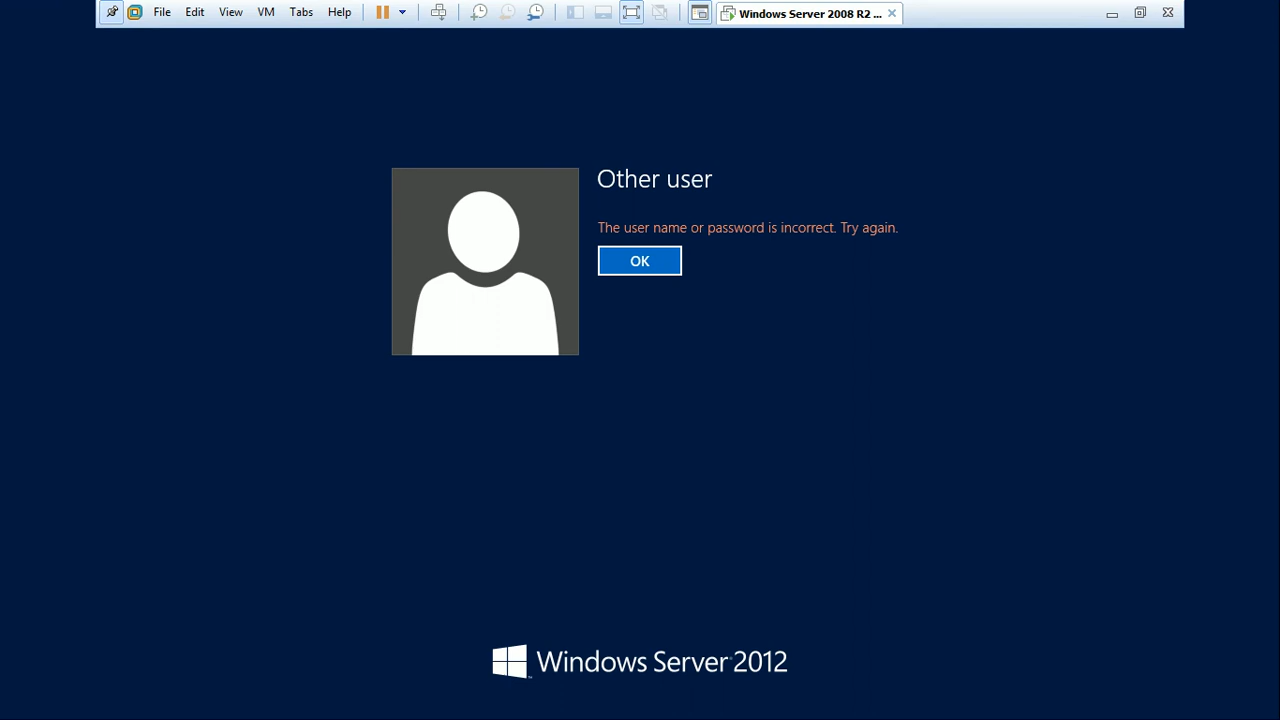 File Edit View VM Tabs Help Windows Server 2008 R2 ...
Other user
The user name or password is incorrect. Try again.
OK
Windows Server 2012